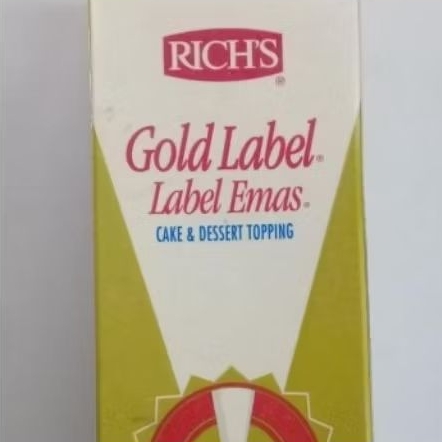 RICH'S®
Gold Label®
Label Emas®
CAKE & DESSERT TOPPING